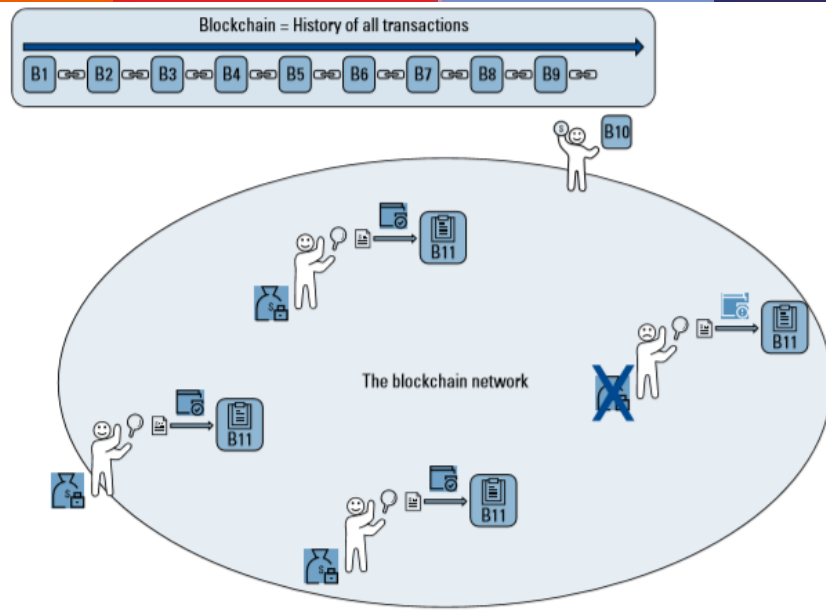 Blockchain = History of all transactions
B1 B2 B3 B4 B5 B6 B7 B8 B9
$ B10
B11
$
B11
The blockchain network
B11
$
B11
$